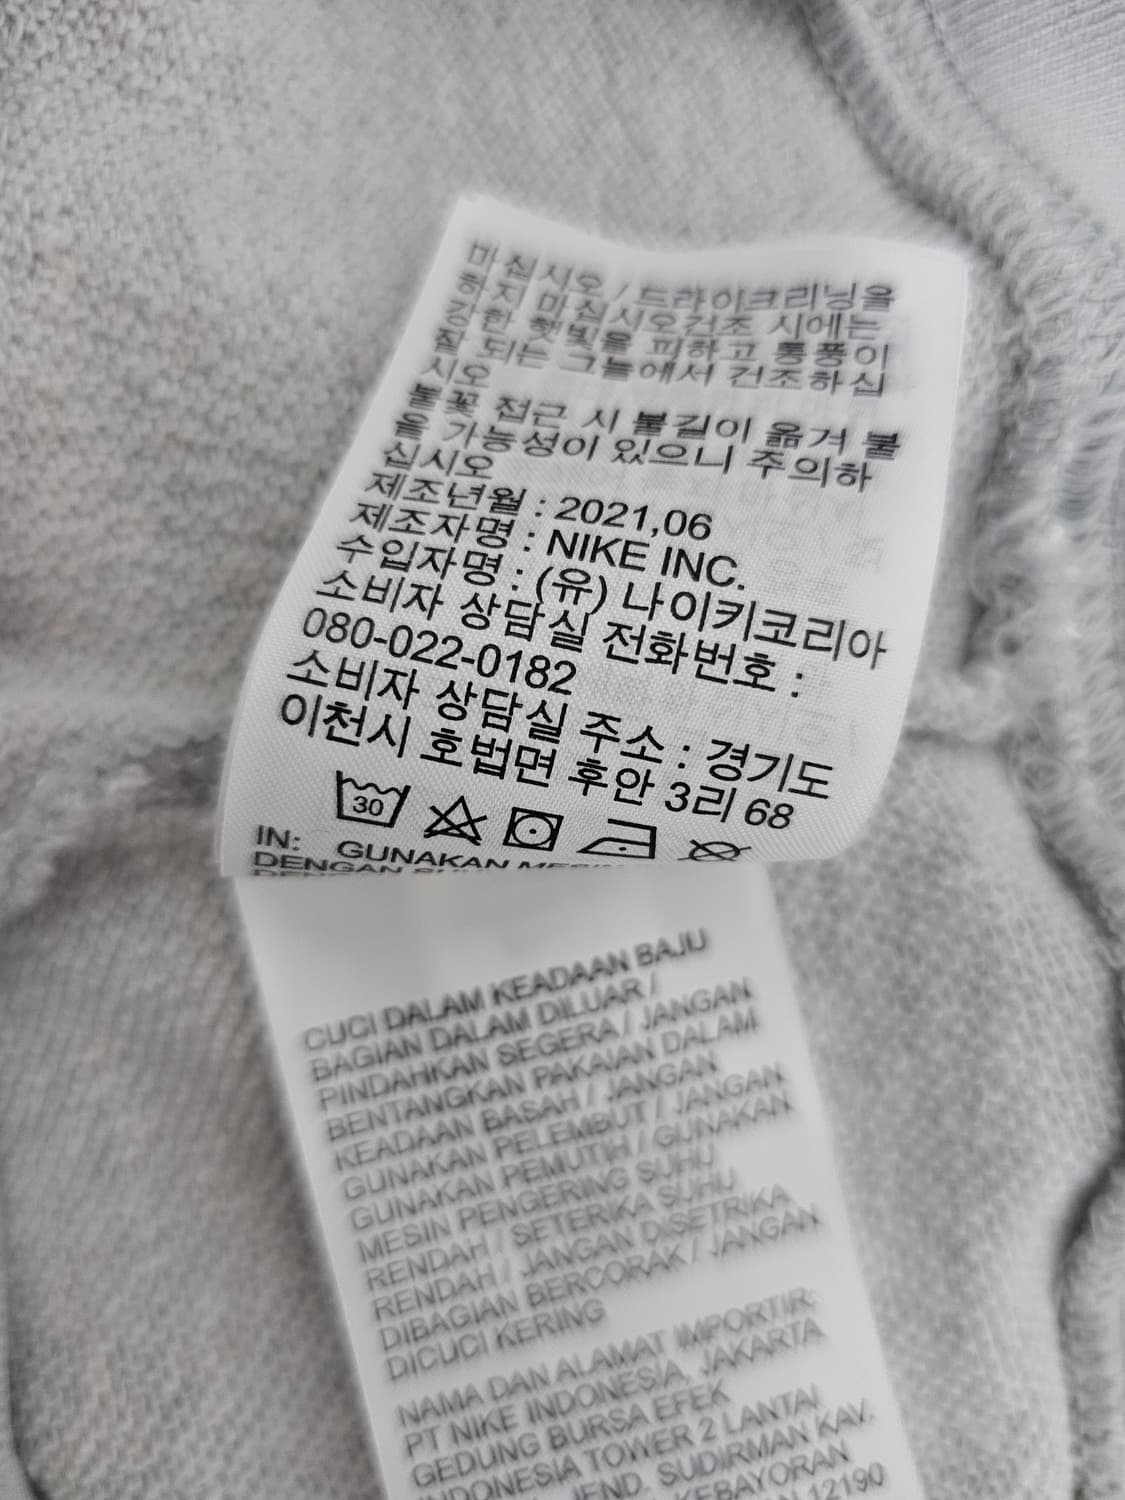 마십시오 / 드라이크리닝을
하지 마십시오건조 시에는
강한 햇빛을 피하고 통풍이
잘 되는 그늘에서 건조하십
시오
불꽃 접근 시 불길이 옮겨 붙
을 가능성이 있으니 주의하
십시오
제조년월 : 2021,06
제조자명 : NIKE INC.
수입자명 : (유) 나이키코리아
소비자 상담실 전화번호 :
080-022-0182
소비자 상담실 주소 : 경기도
이천시 호법면 후안 3리 68
30
IN: GUNAKAN
DENGAN
CUCI DALAM KEADAAN BAJU
BAGIAN DALAM DILUAR /
PINDAHKAN SEGERA / JANGAN
BENTANGKAN PAKAIAN DALAM
KEADAAN BASAH / JANGAN
GUNAKAN PELEMBUT / JANGAN
GUNAKAN PEMUTIH / GUNAKAN
MESIN PENGERING SUHU
RENDAH / SETERIKA SUHU
RENDAH / JANGAN DISETRIKA
DIBAGIAN BERCORAK / JANGAN
DICUCI KERING
NAMA DAN ALAMAT IMPORTIR:
PT NIKE INDONESIA, JAKARTA
GEDUNG BURSA EFEK
INDONESIA TOWER 2 LANTAI
JEND. SUDIRMAN KAV.
KEBAYORAN
12190